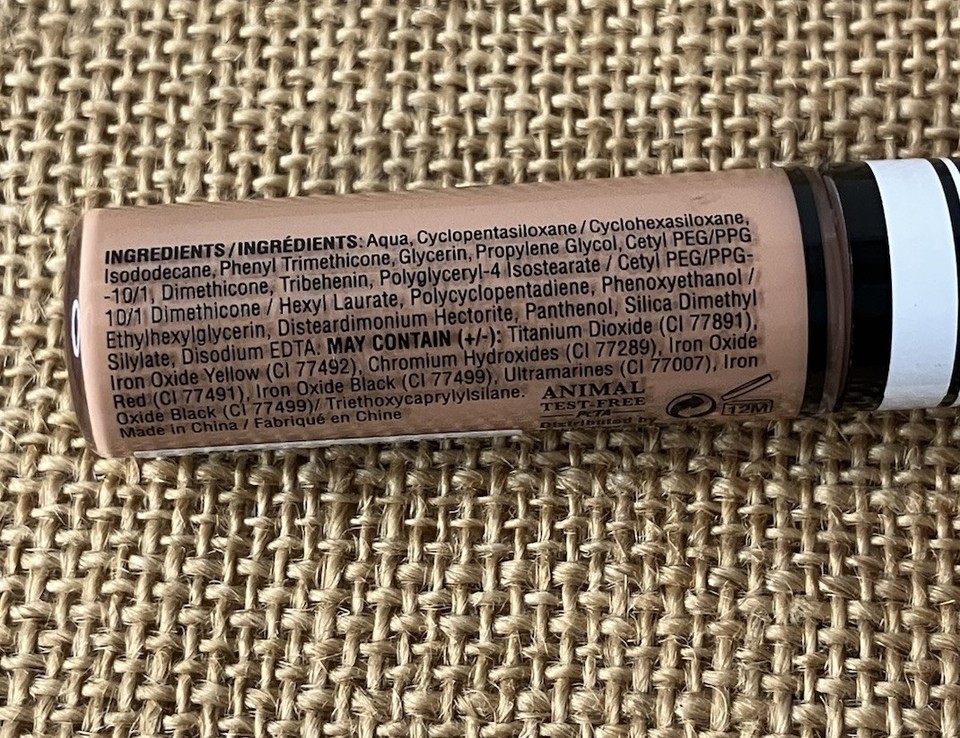 INGREDIENTS / INGRÉDIENTS: Aqua, Cyclopentasiloxane / Cyclohexasiloxane,
Isododecane, Phenyl Trimethicone, Glycerin, Propylene Glycol, Cetyl PEG/PPG
-10/1, Dimethicone, Tribehenin, Polyglyceryl-4 Isostearate / Cetyl PEG/PPG-
10/1 Dimethicone / Hexyl Laurate, Polycyclopentadiene, Phenoxyethanol /
Ethylhexylglycerin, Disteardimonium Hectorite, Panthenol, Silica Dimethyl
Silylate, Disodium EDTA. MAY CONTAIN (+/-): Titanium Dioxide (CI 77891),
Iron Oxide Yellow (CI 77492), Chromium Hydroxides (CI 77289), Iron Oxide
Red (CI 77491), Iron Oxide Black (CI 77499), Ultramarines (CI 77007), Iron
Oxide Black (CI 77499)/ Triethoxycaprylylsilane.
Made in China / Fabriqué en Chine
ANIMAL
TEST-FREE
PETA
Distributed by
12M